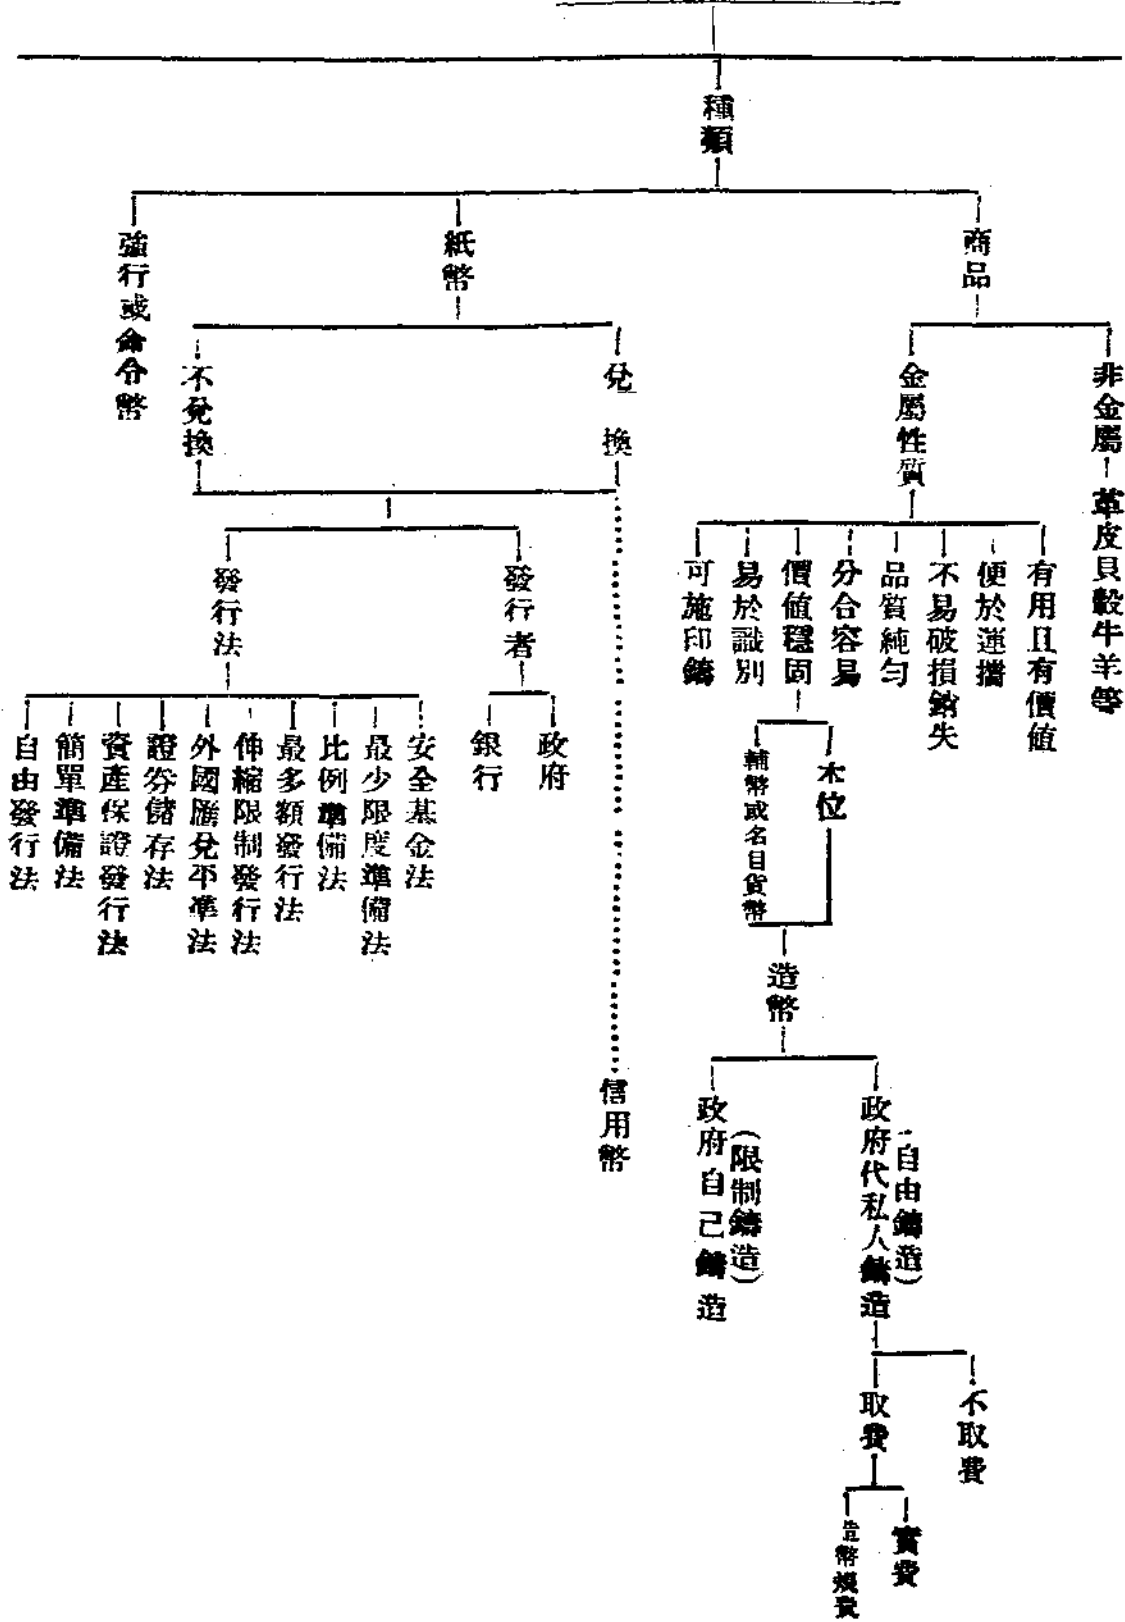 種類
商品
紙幣
強行或命令幣
非金屬
革皮貝穀牛羊等
金屬性質
兌換
不兌換
有用且有價值
便於運攜
不易破損銷失
品質純勻
分合容易
價値穩固
易於識別
可施印鑄
發行者
發行法
政府
銀行
安全基金法
最少限度準備法
比例準備法
最多額發行法
伸縮限制發行法
外國匯兌平準法
證券儲存法
資產保證發行法
簡單準備法
自由發行法
本位
輔幣或名目貨幣
造幣
信用幣
(自由鑄造)
政府代私人鑄造
(限制鑄造)
政府自己鑄造
不取費
取費
實費
造幣規費